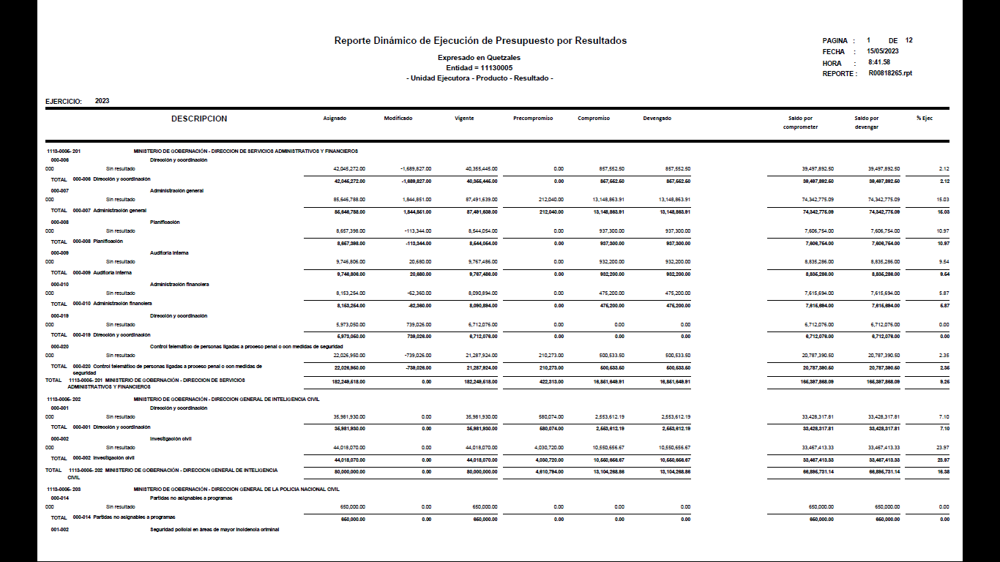 Reporte Dinámico de Ejecución de Presupuesto por Resultados
PAGINA : 1 DE 12
FECHA : 15/05/2023
Expresado en Quetzales
HORA : 8:41.58
Entidad = 11130005
REPORTE : R00818265.rpt
- Unidad Ejecutora - Producto - Resultado -
EJERCICIO: 2023
DESCRIPCION Asignado Modificado Vigente Precompromiso Compromiso Devengado Saldo por comprometer Saldo por devengar % Ejec
1113-0005- 201 MINISTERIO DE GOBERNACIÓN - DIRECCION DE SERVICIOS ADMINISTRATIVOS Y FINANCIEROS
000-006 Dirección y coordinación
000 Sin resultado 42,045,272.00 -1,689,827.00 40,355,445.00 0.00 857,552.50 857,552.50 39,497,892.50 39,497,892.50 2.12
TOTAL 000-006 Dirección y coordinación 42,045,272.00 -1,689,827.00 40,355,445.00 0.00 857,552.50 857,552.50 39,497,892.50 39,497,892.50 2.12
000-007 Administración general
000 Sin resultado 85,646,788.00 1,844,851.00 87,491,639.00 212,040.00 13,148,863.91 13,148,863.91 74,342,775.09 74,342,775.09 15.03
TOTAL 000-007 Administración general 85,646,788.00 1,844,851.00 87,491,639.00 212,040.00 13,148,863.91 13,148,863.91 74,342,775.09 74,342,775.09 15.03
000-008 Planificación
000 Sin resultado 8,657,398.00 -113,344.00 8,544,054.00 0.00 937,300.00 937,300.00 7,606,754.00 7,606,754.00 10.97
TOTAL 000-008 Planificación 8,657,398.00 -113,344.00 8,544,054.00 0.00 937,300.00 937,300.00 7,606,754.00 7,606,754.00 10.97
000-009 Auditoría interna
000 Sin resultado 9,746,806.00 20,680.00 9,767,486.00 0.00 932,200.00 932,200.00 8,835,286.00 8,835,286.00 9.54
TOTAL 000-009 Auditoría interna 9,746,806.00 20,680.00 9,767,486.00 0.00 932,200.00 932,200.00 8,835,286.00 8,835,286.00 9.54
000-010 Administración financiera
000 Sin resultado 8,153,254.00 -62,360.00 8,090,894.00 0.00 475,200.00 475,200.00 7,615,694.00 7,615,694.00 5.87
TOTAL 000-010 Administración financiera 8,153,254.00 -62,360.00 8,090,894.00 0.00 475,200.00 475,200.00 7,615,694.00 7,615,694.00 5.87
000-019 Dirección y coordinación
000 Sin resultado 5,973,050.00 739,026.00 6,712,076.00 0.00 0.00 0.00 6,712,076.00 6,712,076.00 0.00
TOTAL 000-019 Dirección y coordinación 5,973,050.00 739,026.00 6,712,076.00 0.00 0.00 0.00 6,712,076.00 6,712,076.00 0.00
000-020 Control telemático de personas ligadas a proceso penal o con medidas de seguridad
000 Sin resultado 22,026,950.00 -739,026.00 21,287,924.00 210,273.00 500,533.50 500,533.50 20,787,390.50 20,787,390.50 2.35
TOTAL 000-020 Control telemático de personas ligadas a proceso penal o con medidas de 22,026,950.00 -739,026.00 21,287,924.00 210,273.00 500,533.50 500,533.50 20,787,390.50 20,787,390.50 2.35
seguridad
TOTAL 1113-0005- 201 MINISTERIO DE GOBERNACIÓN - DIRECCION DE SERVICIOS 182,249,518.00 0.00 182,249,518.00 422,313.00 16,851,649.91 16,851,649.91 165,397,868.09 165,397,868.09 9.25
ADMINISTRATIVOS Y FINANCIEROS
1113-0005- 202 MINISTERIO DE GOBERNACIÓN - DIRECCION GENERAL DE INTELIGENCIA CIVIL
000-001 Dirección y coordinación
000 Sin resultado 35,981,930.00 0.00 35,981,930.00 580,074.00 2,553,612.19 2,553,612.19 33,428,317.81 33,428,317.81 7.10
TOTAL 000-001 Dirección y coordinación 35,981,930.00 0.00 35,981,930.00 580,074.00 2,553,612.19 2,553,612.19 33,428,317.81 33,428,317.81 7.10
000-002 Investigación civil
000 Sin resultado 44,018,070.00 0.00 44,018,070.00 4,030,720.00 10,550,656.67 10,550,656.67 33,467,413.33 33,467,413.33 23.97
TOTAL 000-002 Investigación civil 44,018,070.00 0.00 44,018,070.00 4,030,720.00 10,550,656.67 10,550,656.67 33,467,413.33 33,467,413.33 23.97
TOTAL 1113-0005- 202 MINISTERIO DE GOBERNACIÓN - DIRECCION GENERAL DE INTELIGENCIA 80,000,000.00 0.00 80,000,000.00 4,610,794.00 13,104,268.86 13,104,268.86 66,895,731.14 66,895,731.14 16.38
CIVIL
1113-0005- 203 MINISTERIO DE GOBERNACIÓN - DIRECCION GENERAL DE LA POLICIA NACIONAL CIVIL
000-014 Partidas no asignables a programas
000 Sin resultado 650,000.00 0.00 650,000.00 0.00 0.00 0.00 650,000.00 650,000.00 0.00
TOTAL 000-014 Partidas no asignables a programas 650,000.00 0.00 650,000.00 0.00 0.00 0.00 650,000.00 650,000.00 0.00
001-002 Seguridad policial en áreas de mayor incidencia criminal